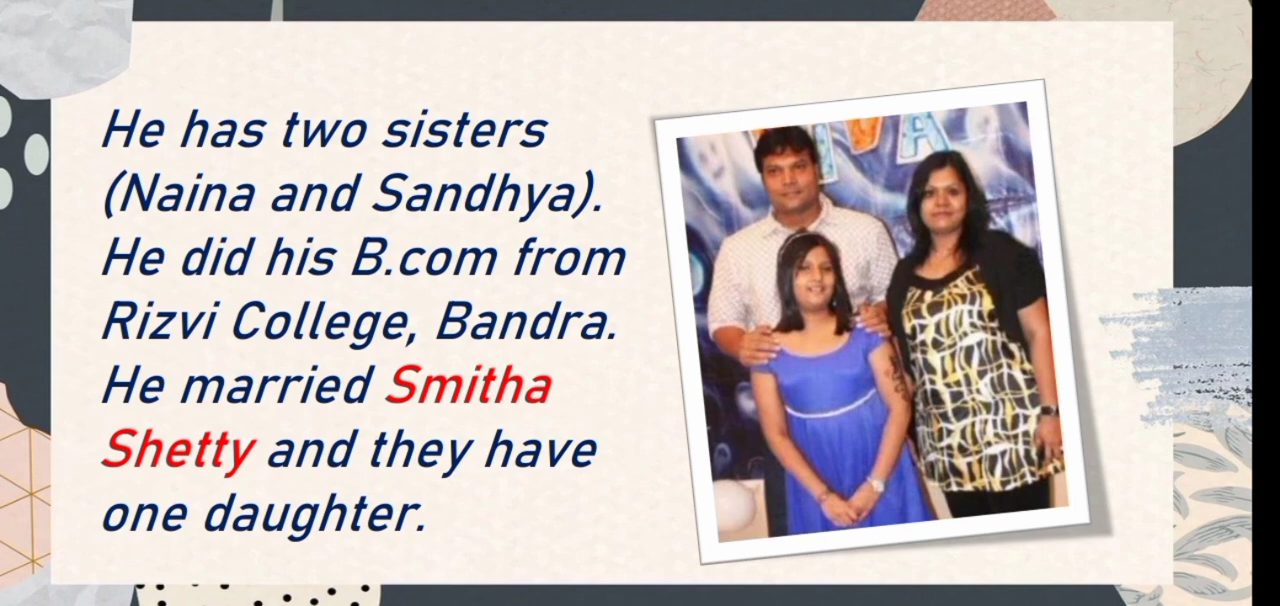 He has two sisters
(Naina and Sandhya).
He did his B.com from
Rizvi College, Bandra.
He married Smitha
Shetty and they have
one daughter.